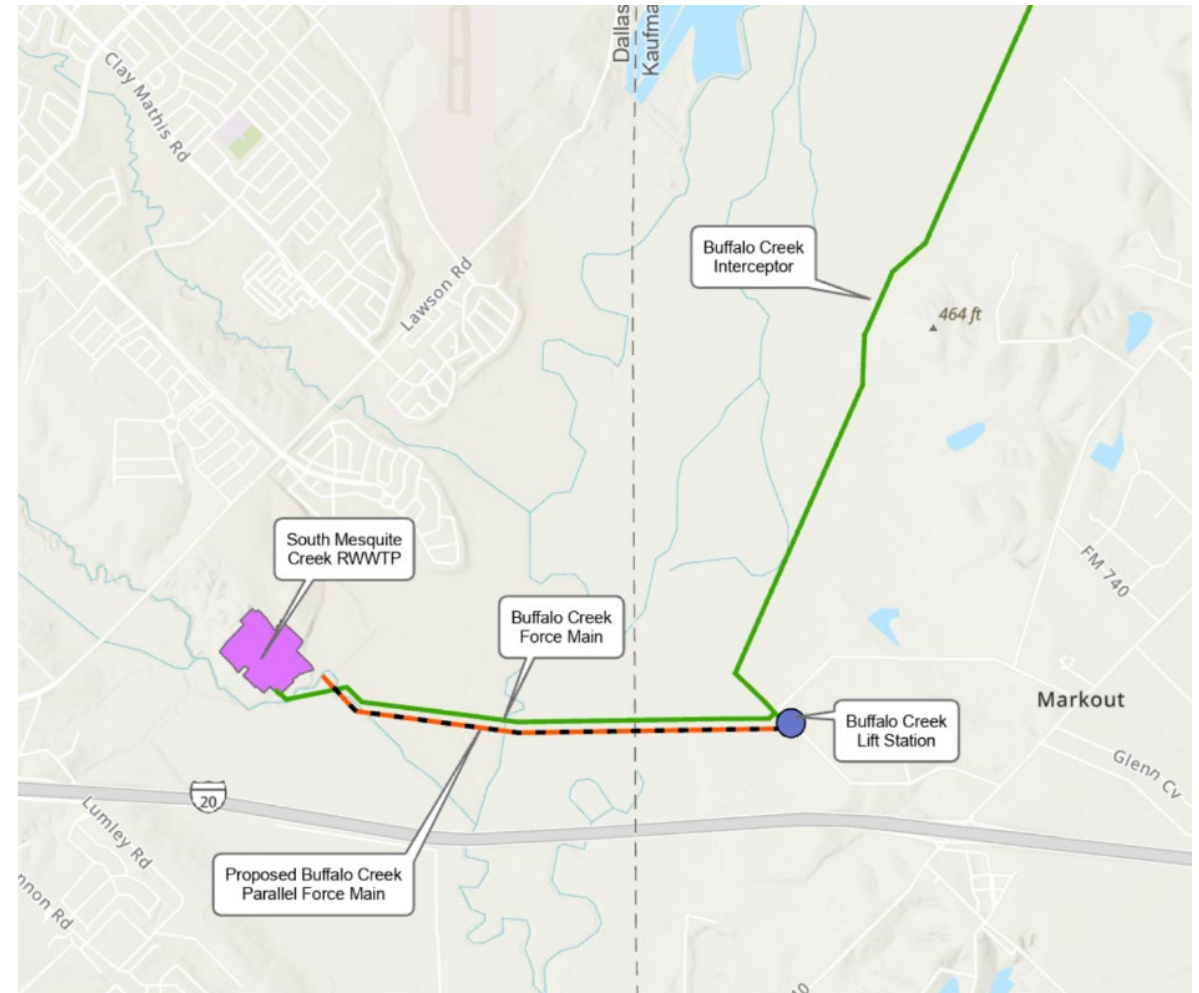 Dallas
Kaufma
Clay Mathis Rd
Lawson Rd
Buffalo Creek
Interceptor
464 ft
FM 740
South Mesquite
Creek RWWTP
Buffalo Creek
Force Main
Markout
Buffalo Creek
Lift Station
Glenn Cv
20
Lumley Rd
Proposed Buffalo Creek
Parallel Force Main
nnon Rd